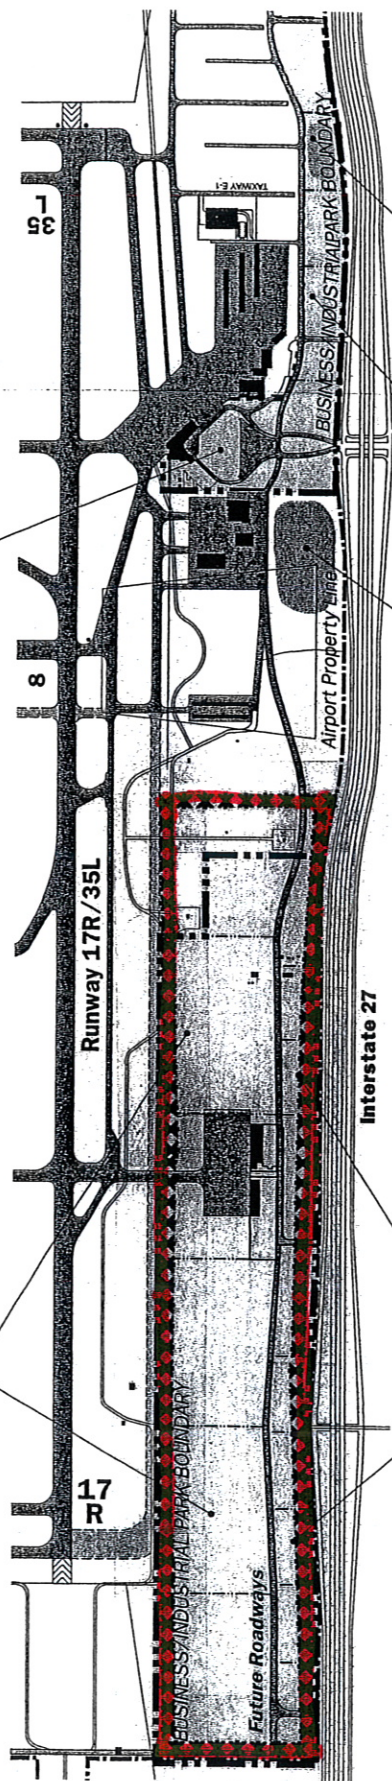 35
L
TAXIWAY E-1
BUSINESS/INDUSTRIAL PARK BOUNDARY
8
Airport Property Line
Runway 17R/35L
Interstate 27
17
R
BUSINESS/INDUSTRIAL PARK BOUNDARY
Future Roadways